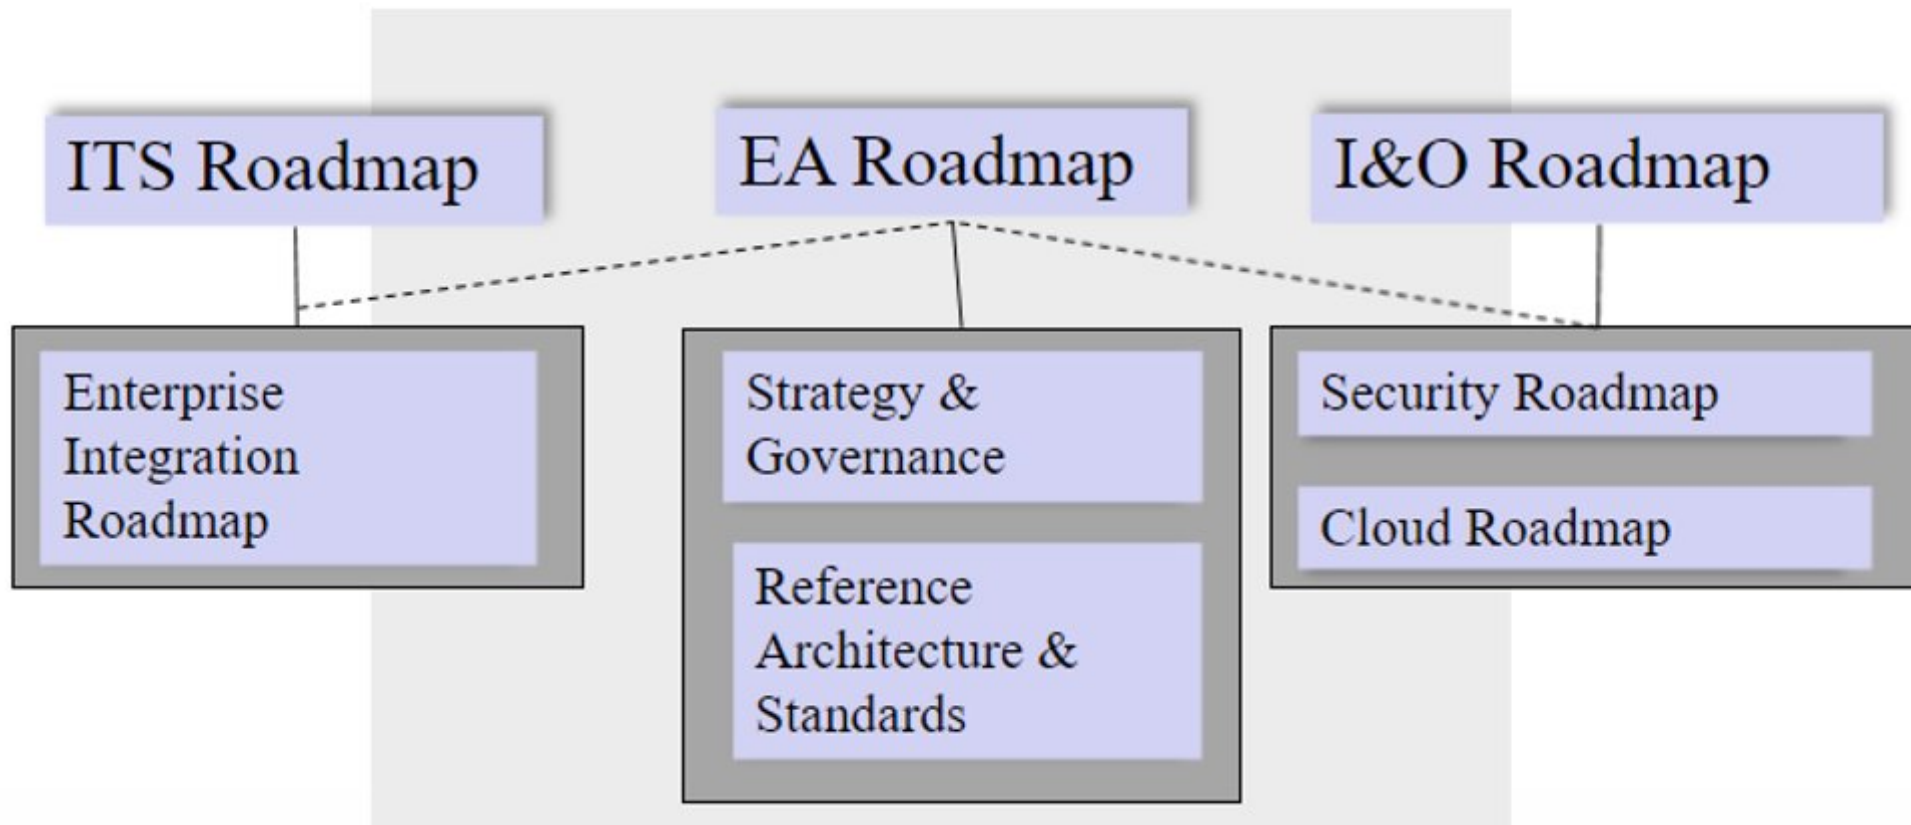 ITS Roadmap
EA Roadmap
I&O Roadmap
Enterprise
Integration
Roadmap
Strategy &
Governance
Reference
Architecture &
Standards
Security Roadmap
Cloud Roadmap